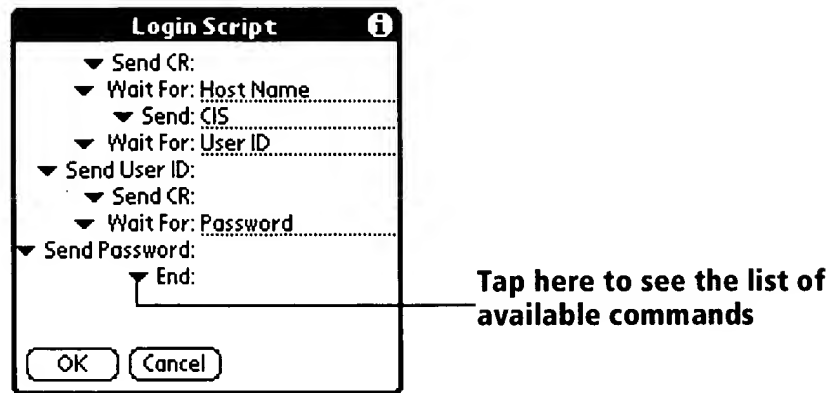 Login Script
Send CR:
Wait For: Host Name
Send: CIS
Wait For: User ID
Send User ID:
Send CR:
Wait For: Password
Send Password:
End:
Tap here to see the list of
available commands
OK Cancel